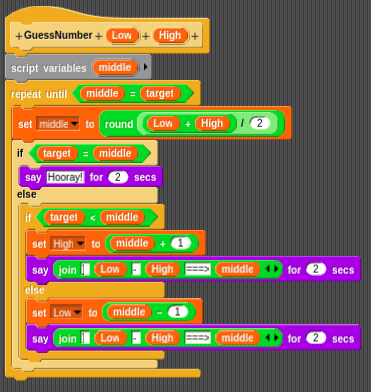 +GuessNumber + Low + High +
script variables middle
repeat until middle = target
set middle to round Low + High / 2
if target = middle
say Hooray! for 2 secs
else
if target < middle
set High to middle + 1
say join [ Low - High ===> middle for 2 secs
else
set Low to middle - 1
say join [ Low - High ===> middle for 2 secs